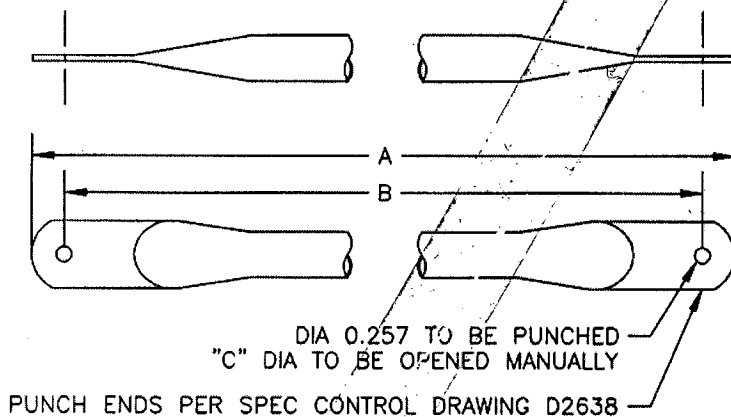 A
B
DIA 0.257 TO BE PUNCHED
"C" DIA TO BE OPENED MANUALLY
PUNCH ENDS PER SPEC CONTROL DRAWING D2638